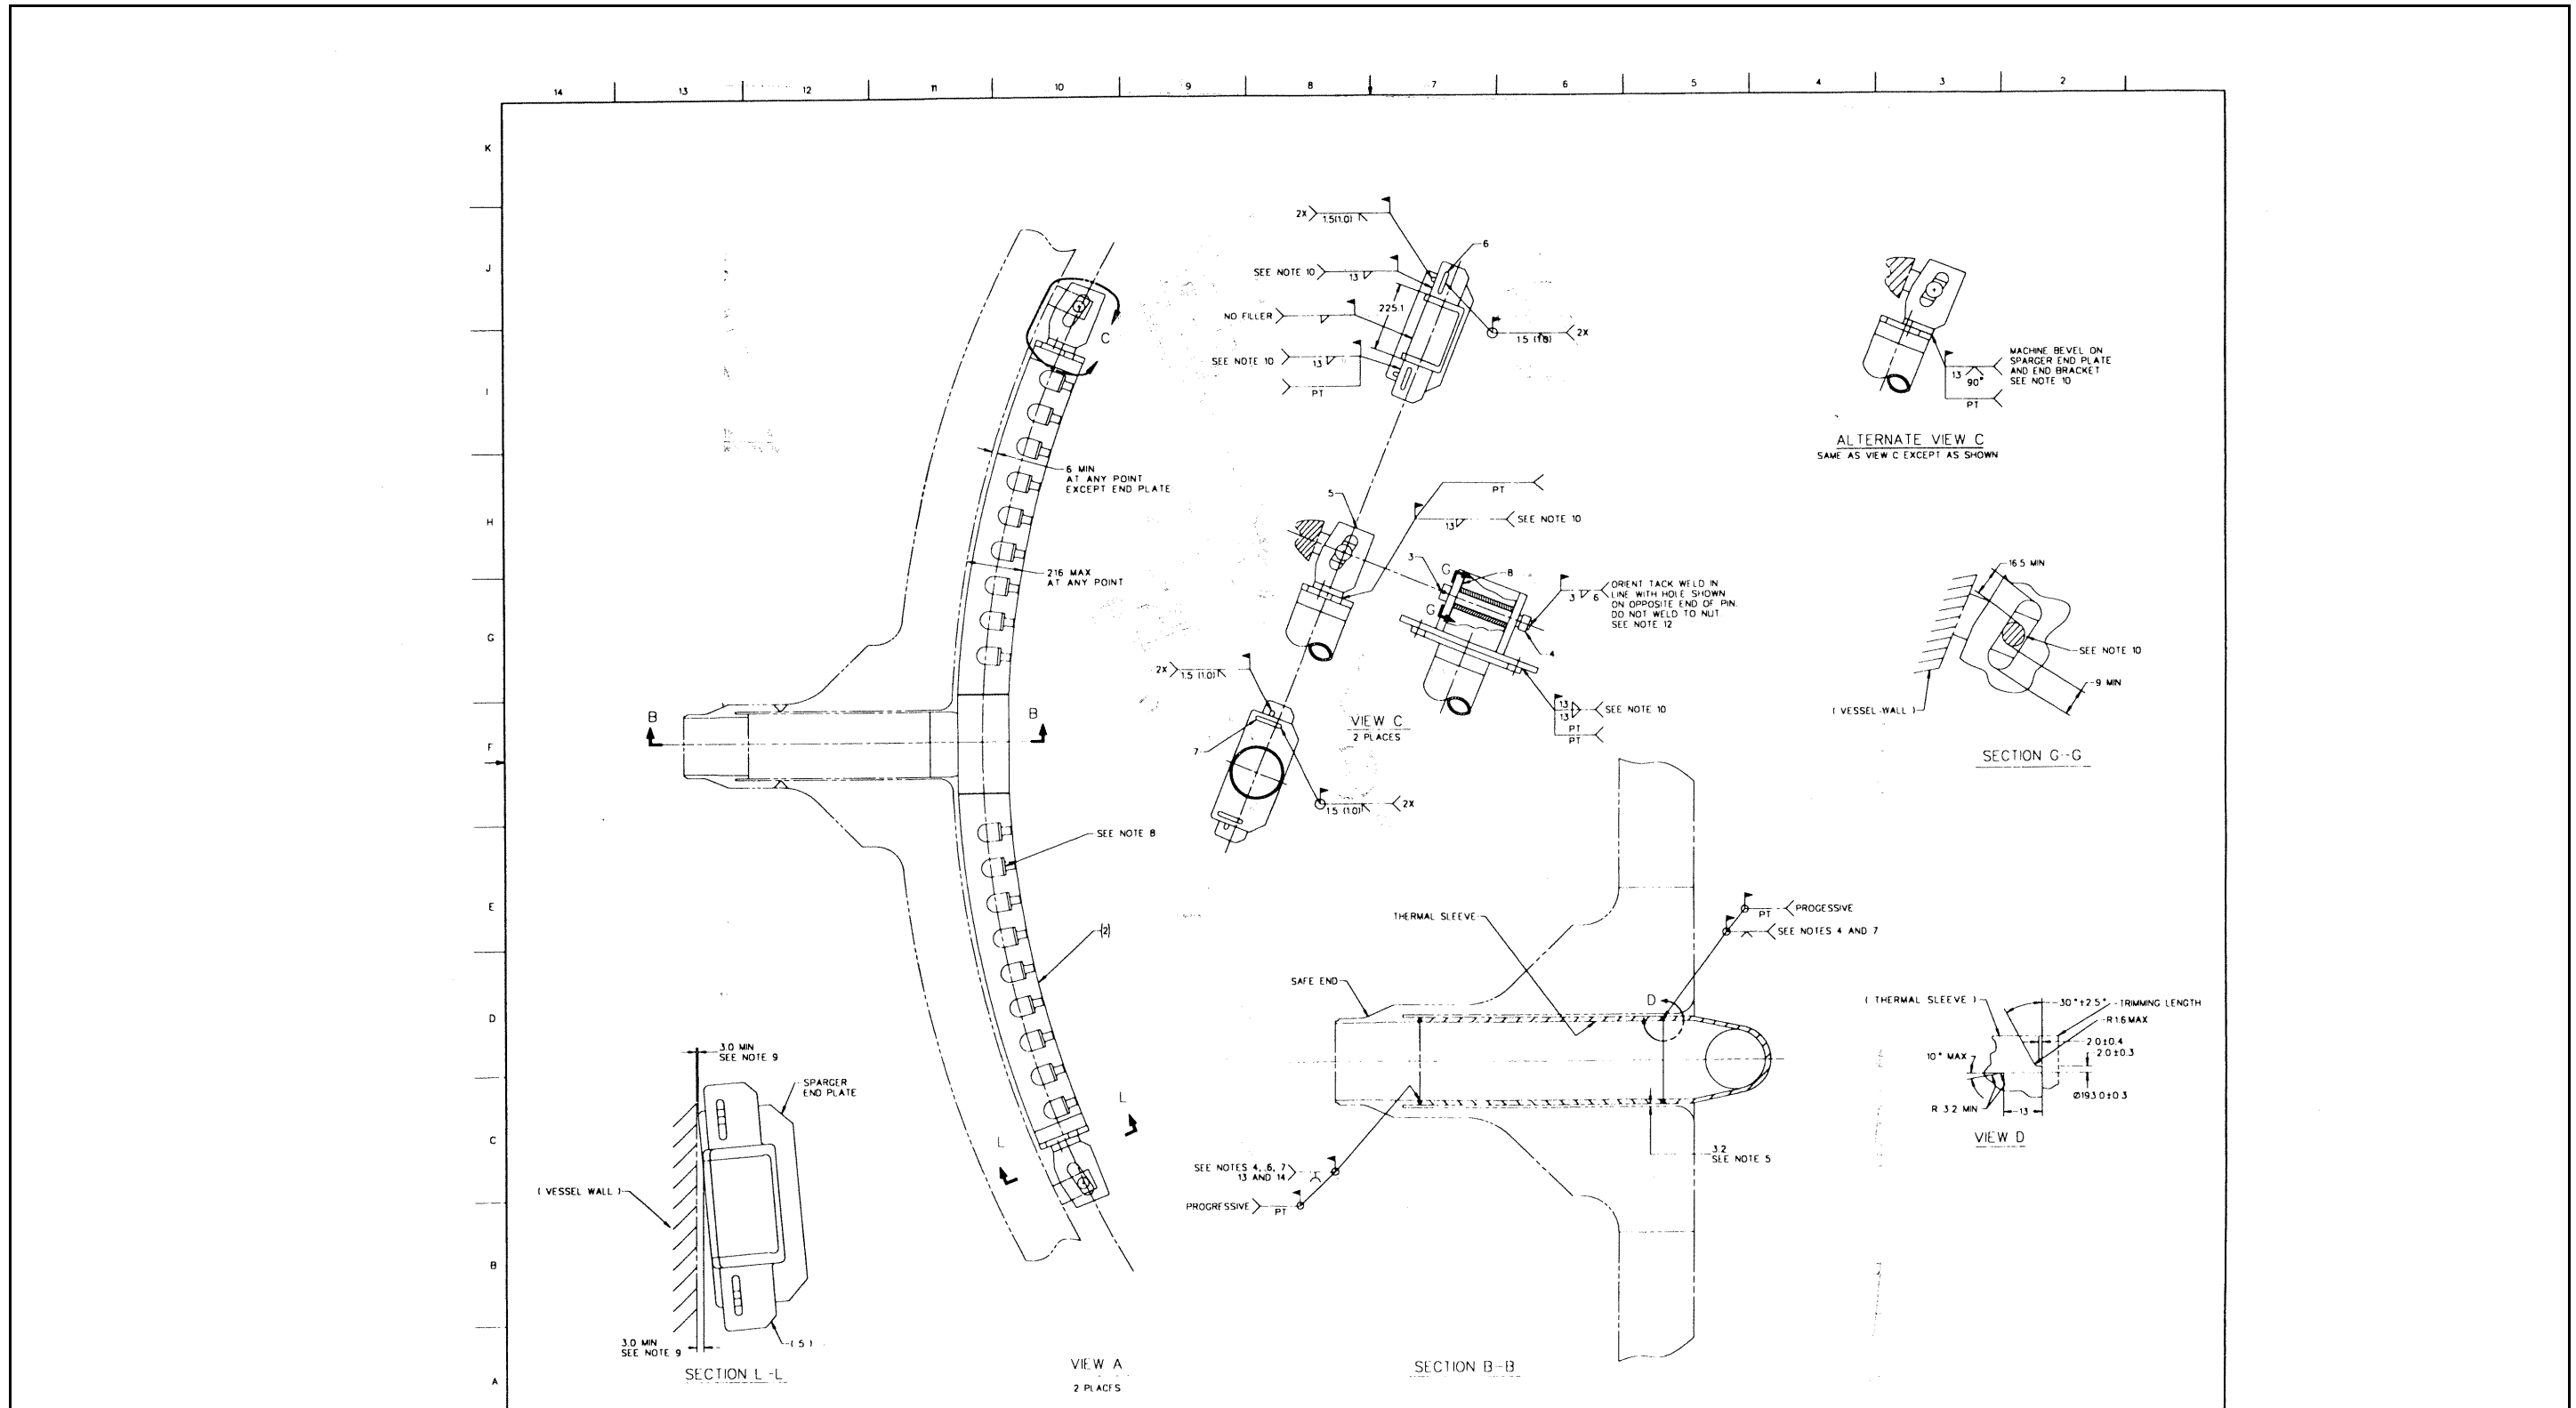 14 13 12 11 10 9 8 7 6 5 4 3 2
K
J
I
H
G
F
E
D
C
B
A
C
6 MIN
AT ANY POINT
EXCEPT END PLATE
216 MAX
AT ANY POINT
B
B
SEE NOTE 8
(2)
L
L
VIEW A
2 PLACES
3.0 MIN
SEE NOTE 9
SPARGER
END PLATE
( VESSEL WALL )
3.0 MIN
SEE NOTE 9
( 5 )
SECTION L-L
2X
1.5(1.0)
6
SEE NOTE 10
13
225.1
NO FILLER
SEE NOTE 10
13
PT
2X
5
PT
13
SEE NOTE 10
3
G
8
G
3 6
ORIENT TACK WELD IN
LINE WITH HOLE SHOWN
ON OPPOSITE END OF PIN.
DO NOT WELD TO NUT
SEE NOTE 12
4
2X
1.5 (1.0)
VIEW C
2 PLACES
13
13
SEE NOTE 10
PT
PT
7
1.5 (1.0)
2X
MACHINE BEVEL ON
SPARGER END PLATE
AND END BRACKET
SEE NOTE 10
13
90°
PT
ALTERNATE VIEW C
SAME AS VIEW C EXCEPT AS SHOWN
16.5 MIN
SEE NOTE 10
9 MIN
( VESSEL WALL )
SECTION G-G
THERMAL SLEEVE
PT
PROGESSIVE
SEE NOTES 4 AND 7
SAFE END
D
3.2
SEE NOTE 5
SEE NOTES 4, 6, 7
13 AND 14
PROGRESSIVE
PT
SECTION B-B
( THERMAL SLEEVE )
30°±2.5°
TRIMMING LENGTH
R1.6 MAX
2.0±0.4
2.0±0.3
10° MAX
Ø193.0±0.3
R 3.2 MIN
13
VIEW D